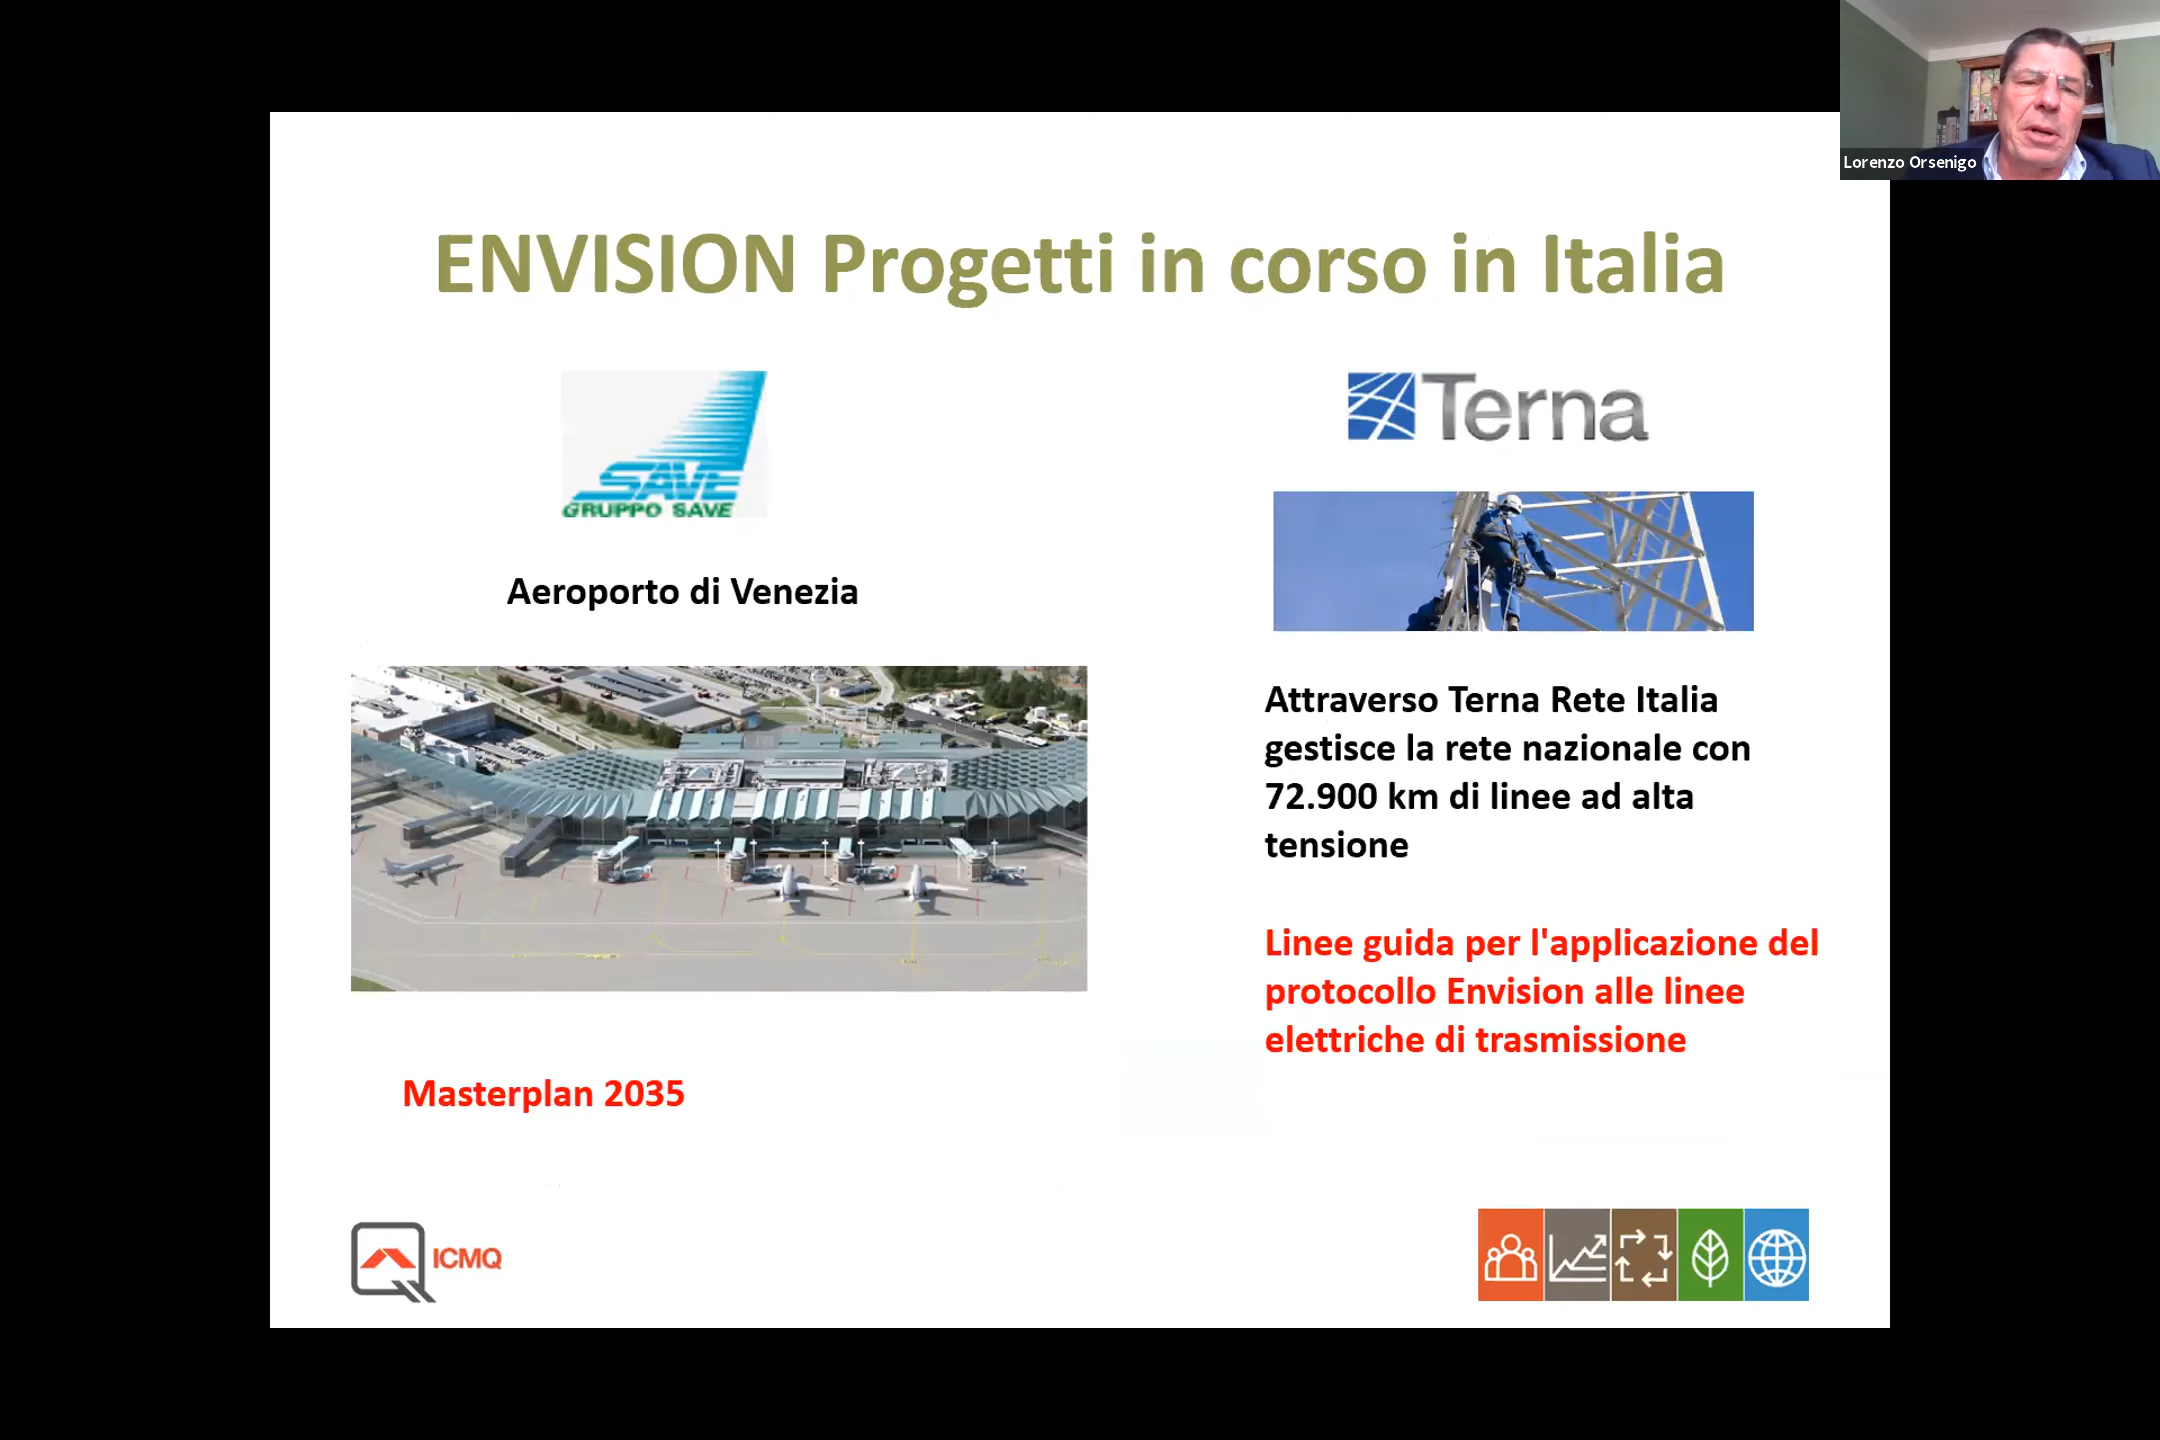 Lorenzo Orsenigo
ENVISION Progetti in corso in Italia
SAVE
GRUPPO SAVE
Aeroporto di Venezia
Masterplan 2035
Terna
Attraverso Terna Rete Italia
gestisce la rete nazionale con
72.900 km di linee ad alta
tensione
Linee guida per l'applicazione del
protocollo Envision alle linee
elettriche di trasmissione
ICMQ